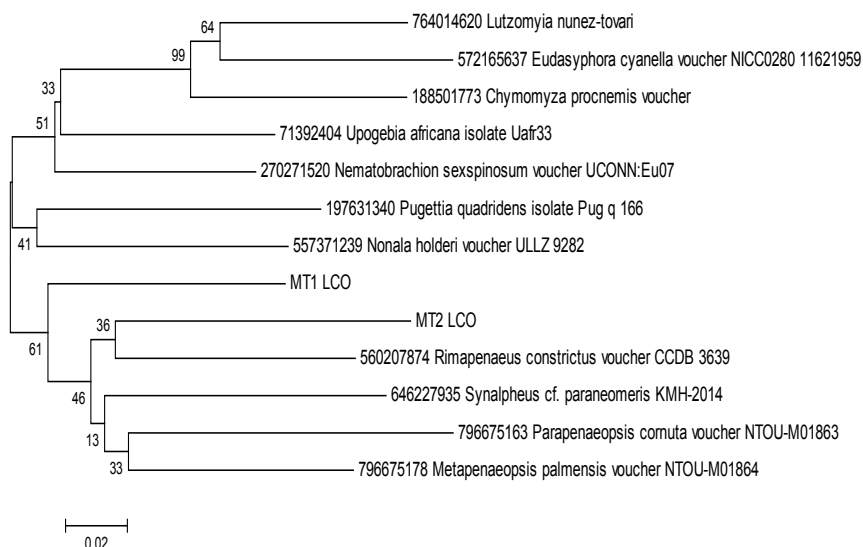 64
764014620 Lutzomyia nunez-tovari
99
572165637 Eudasyphora cyanella voucher NICC0280 11621959
33
188501773 Chymomyza procnemis voucher
51
71392404 Upogebia africana isolate Uafr33
270271520 Nematobrachion sexspinosum voucher UCONN:Eu07
197631340 Pugettia quadridens isolate Pug q 166
41
557371239 Nonala holderi voucher ULLZ 9282
MT1 LCO
36
MT2 LCO
61
560207874 Rimapenaeus constrictus voucher CCDB 3639
46
646227935 Synalpheus cf. paraneomeris KMH-2014
13
796675163 Parapenaeopsis cornuta voucher NTOU-M01863
33
796675178 Metapenaeopsis palmensis voucher NTOU-M01864
0.02